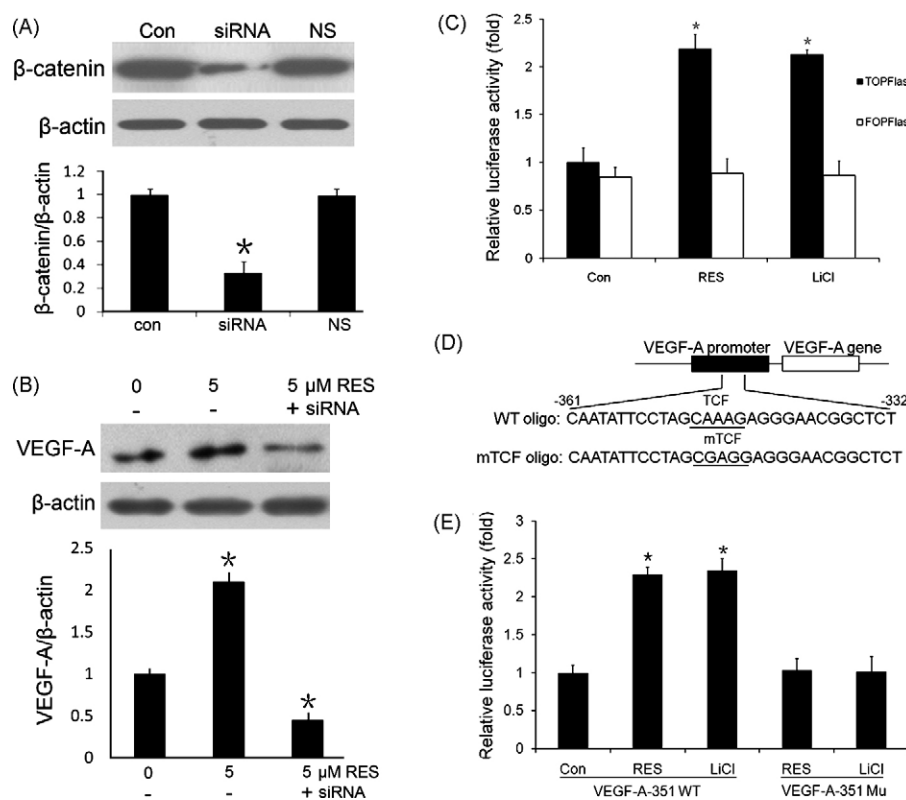 (A)
Con siRNA NS
β-catenin
β-actin
β-catenin/β-actin
1.2
1
0.8
0.6
0.4
0.2
0
*
con siRNA NS
(B)
0 5 5 μM RES
- - + siRNA
VEGF-A
β-actin
VEGF-A/β-actin
2.5
2
1
0.5
0
*
*
0 5 5 μM RES
- - + siRNA
(C)
Relative luciferase activity (fold)
2.5
2
1.5
1
0.5
0
* *
TOPFlas
FOPFlas
Con RES LiCl
(D)
VEGF-A promoter VEGF-A gene
-361 TCF -332
WT oligo: CAATATTCCTAGCAAAGAGGGAACGGCTCT
mTCF
mTCF oligo: CAATATTCCTAGCGAGGAGGGAACGGCTCT
(E)
Relative luciferase activity (fold)
3
2.5
2
1.5
1
0.5
0
* *
Con RES LiCl RES LiCl
VEGF-A-351 WT VEGF-A-351 Mu